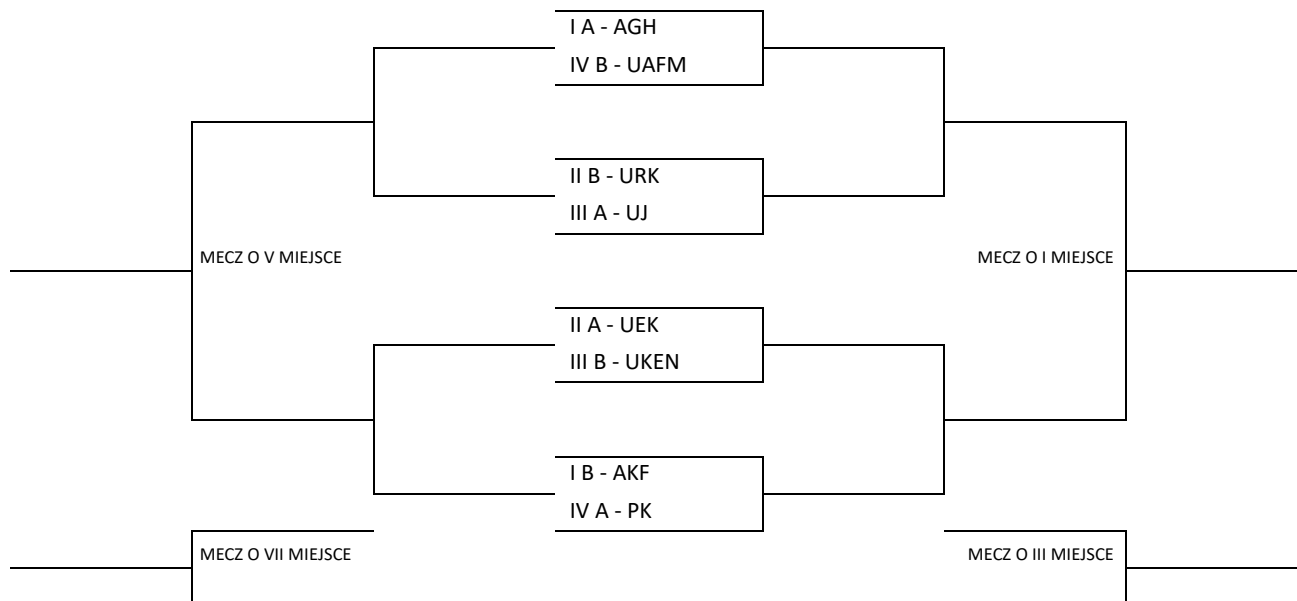 I A - AGH
IV B - UAFM
II B - URK
III A - UJ
MECZ O V MIEJSCE
MECZ O I MIEJSCE
II A - UEK
III B - UKEN
I B - AKF
IV A - PK
MECZ O VII MIEJSCE
MECZ O III MIEJSCE